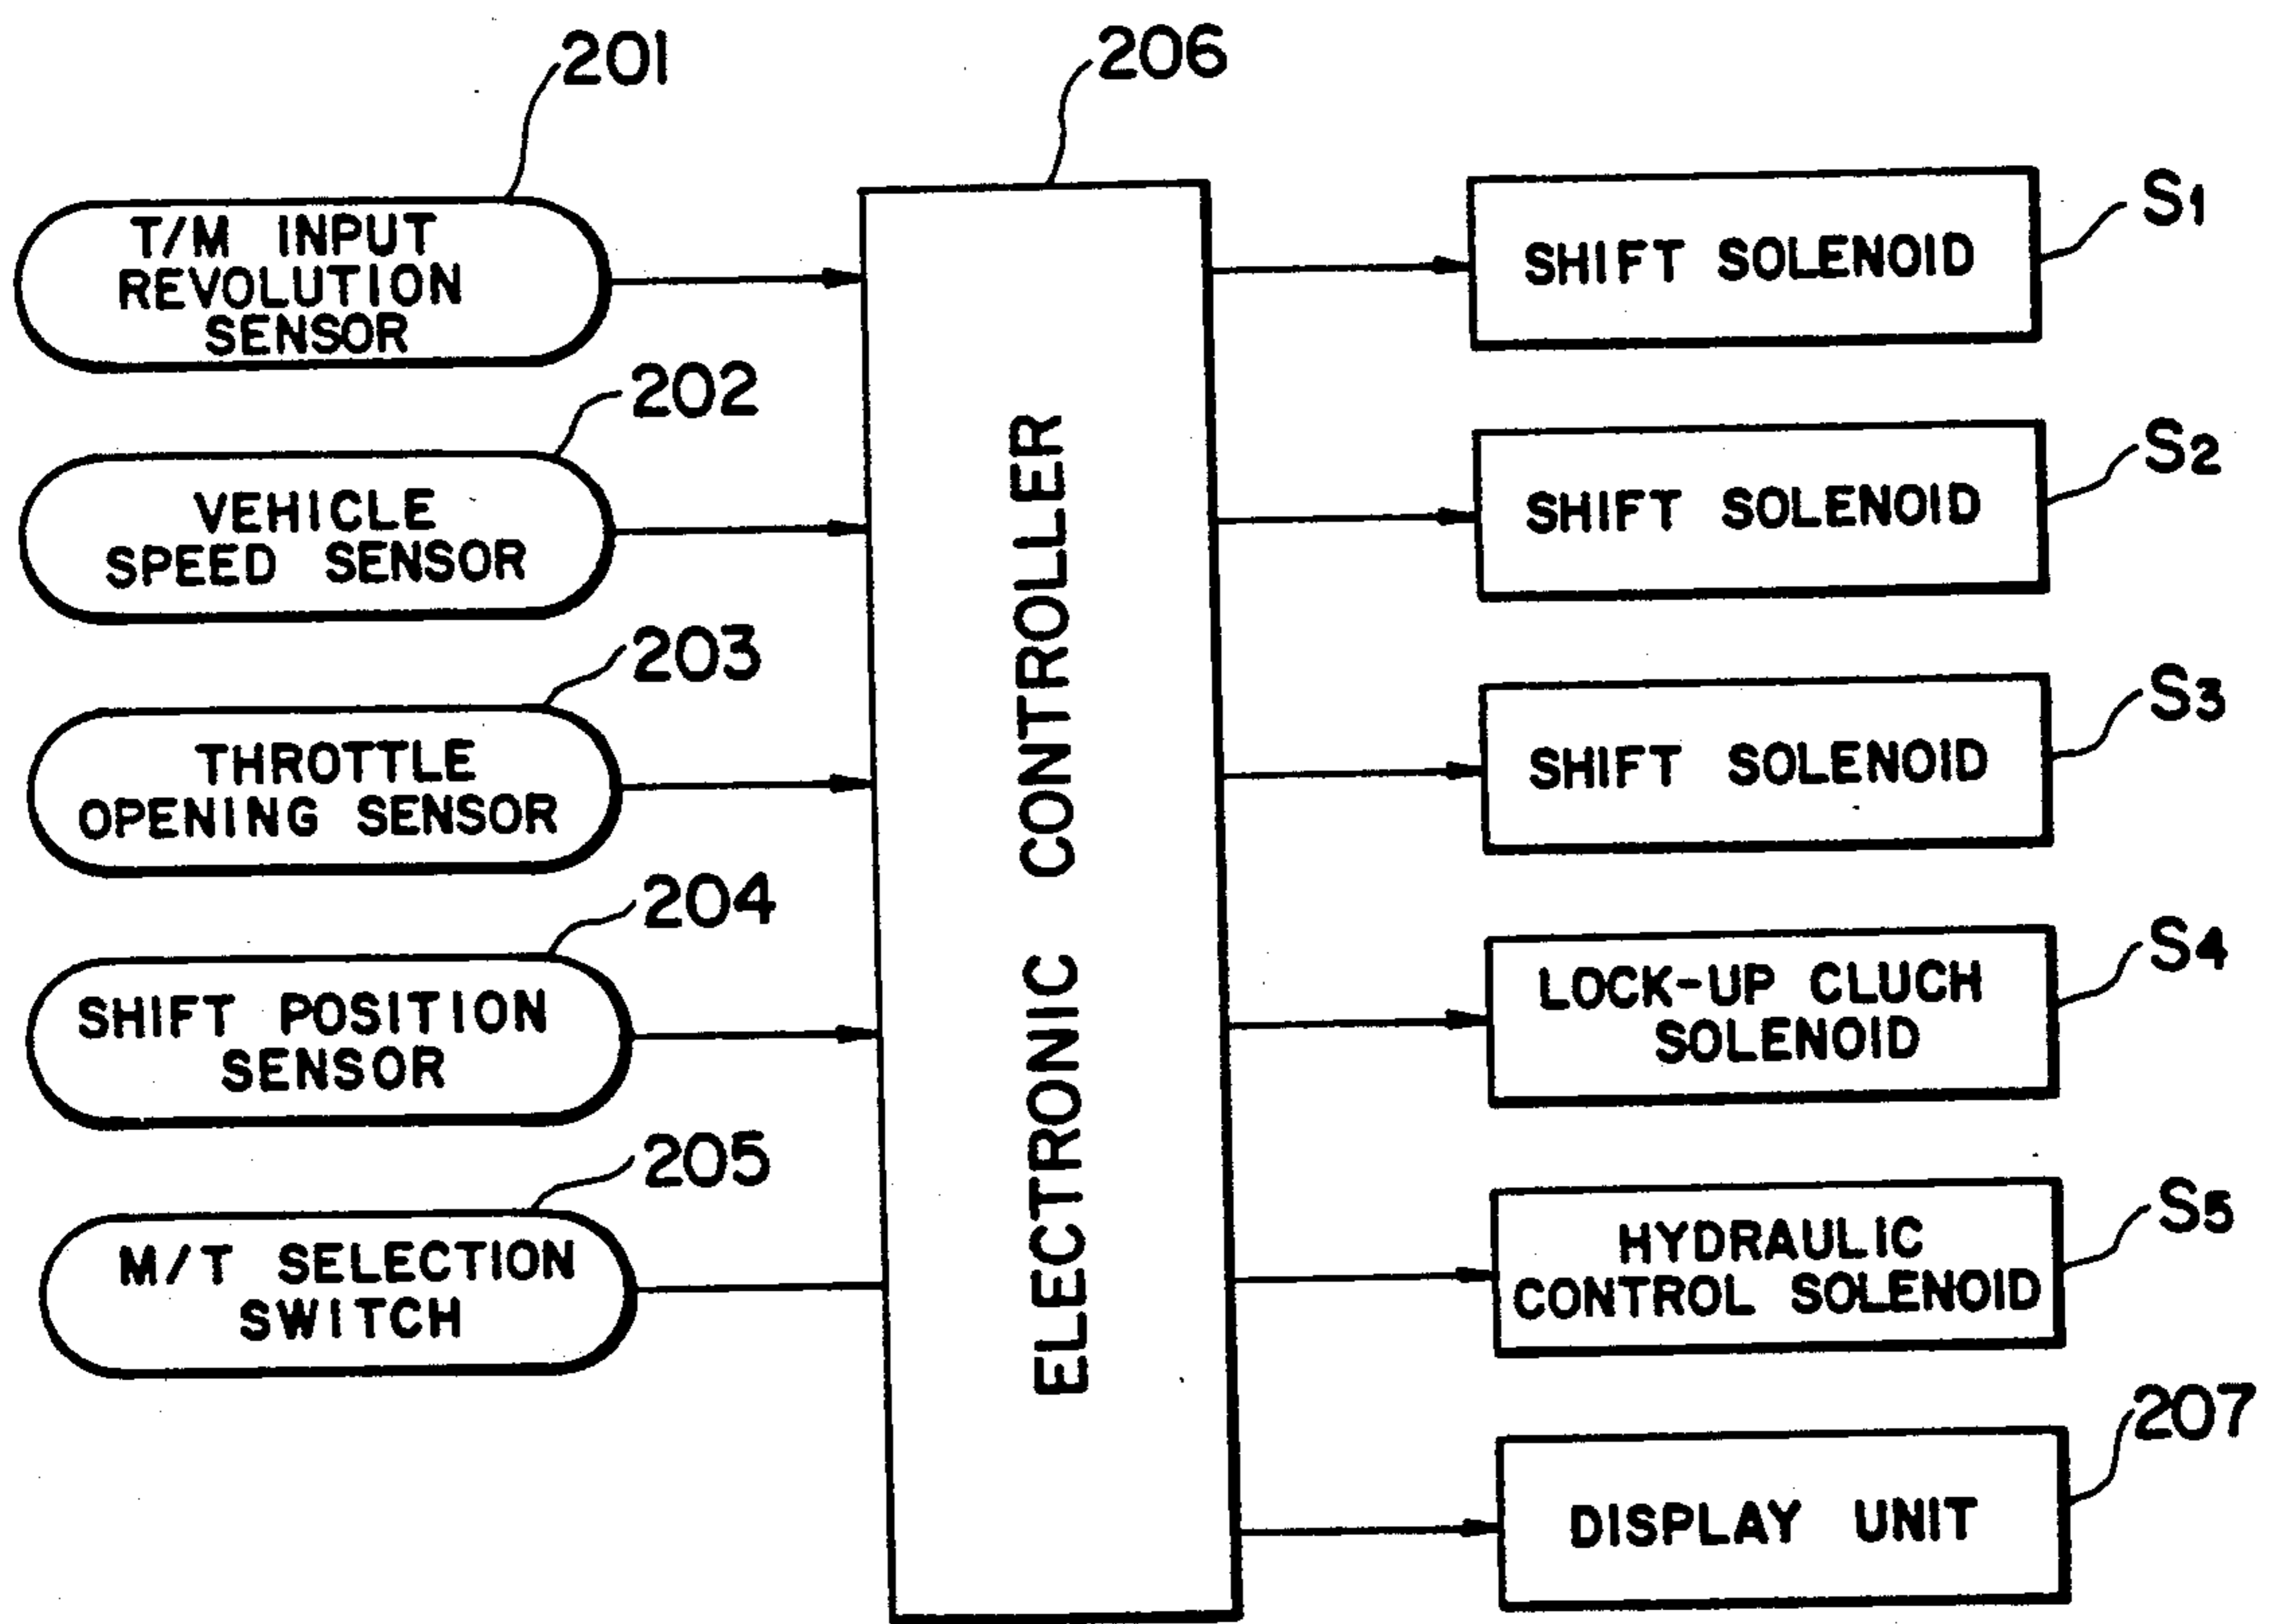 201
T/M INPUT
REVOLUTION
SENSOR
202
VEHICLE
SPEED SENSOR
203
THROTTLE
OPENING SENSOR
204
SHIFT POSITION
SENSOR
205
M/T SELECTION
SWITCH
206
ELECTRONIC CONTROLLER
S1
SHIFT SOLENOID
S2
SHIFT SOLENOID
S3
SHIFT SOLENOID
S4
LOCK-UP CLUCH
SOLENOID
S5
HYDRAULIC
CONTROL SOLENOID
207
DISPLAY UNIT